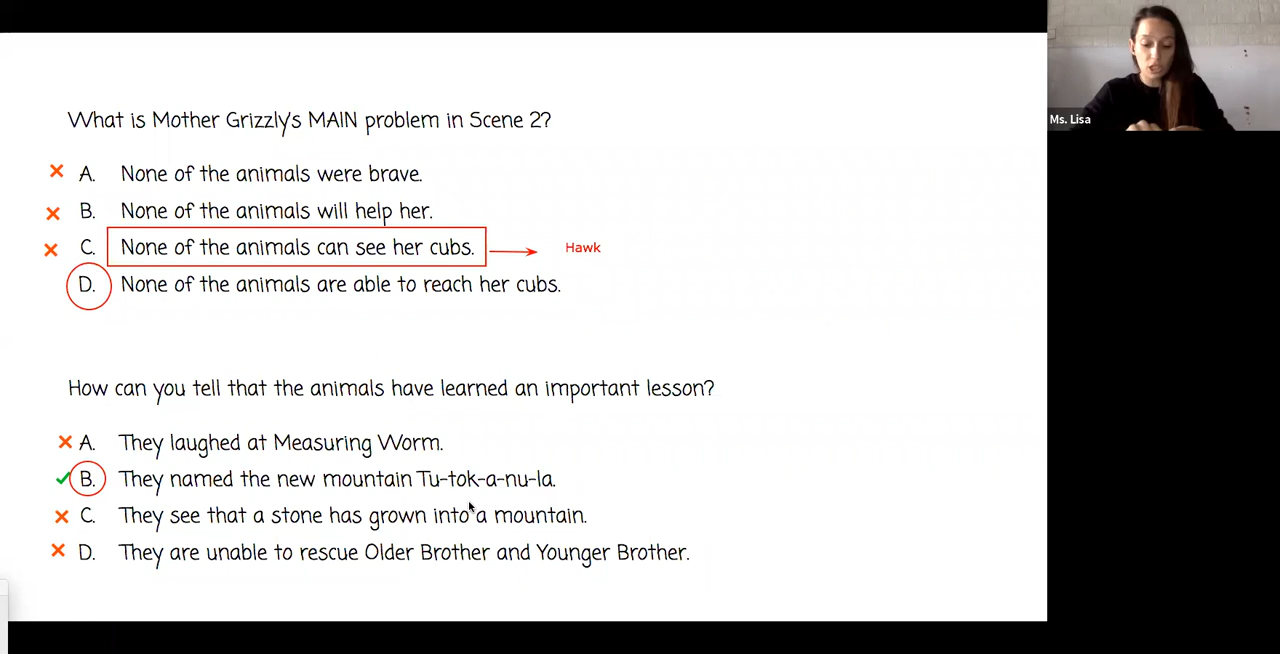 What is Mother Grizzly's MAIN problem in Scene 2?
A. None of the animals were brave.
B. None of the animals will help her.
C. None of the animals can see her cubs. Hawk
D. None of the animals are able to reach her cubs.
How can you tell that the animals have learned an important lesson?
A. They laughed at Measuring Worm.
B. They named the new mountain Tu-tok-a-nu-la.
C. They see that a stone has grown into a mountain.
D. They are unable to rescue Older Brother and Younger Brother.
Ms. Lisa